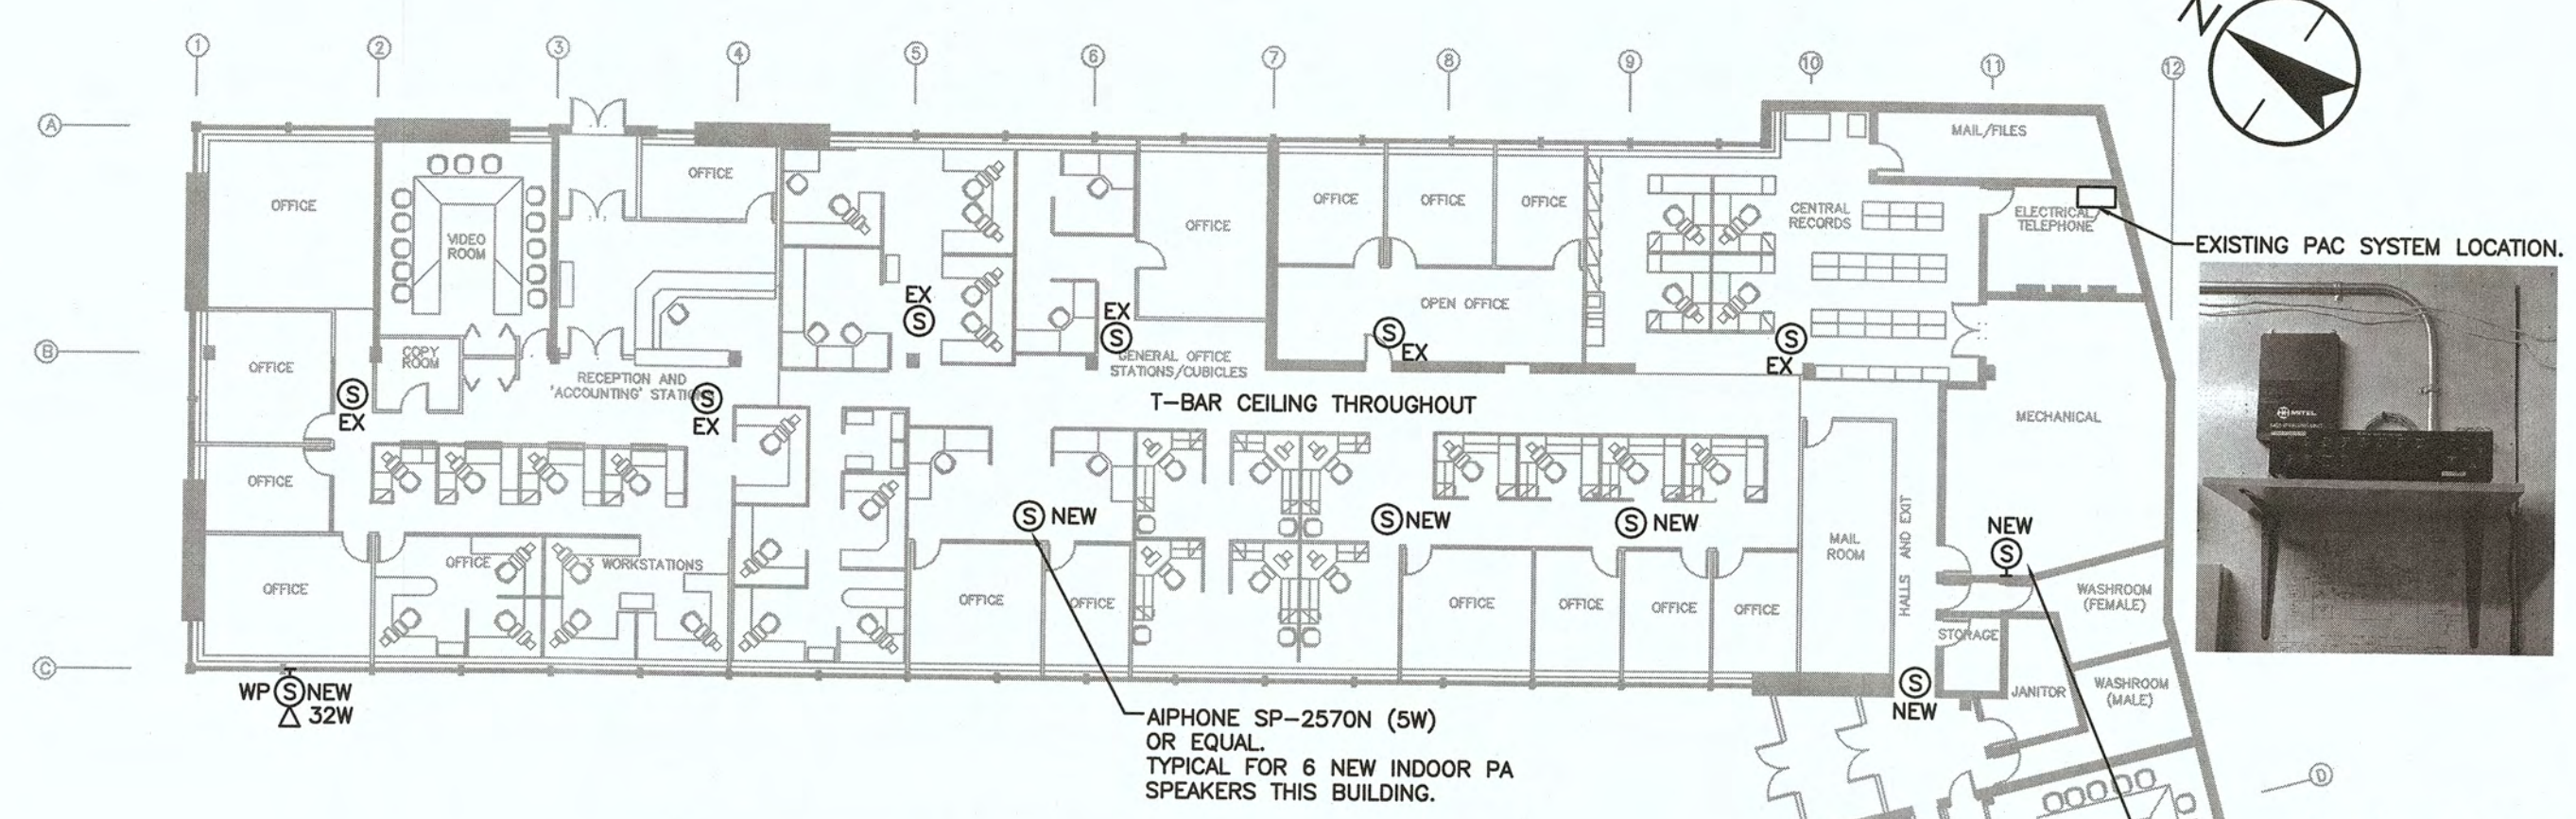 N
1
2
3
4
5
6
7
8
9
10
11
12
A
MAIL/FILES
OFFICE
OFFICE
OFFICE
OFFICE
OFFICE
OFFICE
CENTRAL
RECORDS
ELECTRICAL/
TELEPHONE
EXISTING PAC SYSTEM LOCATION.
VIDEO
ROOM
OFFICE
OPEN OFFICE
EX
S
EX
S
S
EX
S
EX
B
COPY
ROOM
OFFICE
GENERAL OFFICE
STATIONS/CUBICLES
RECEPTION AND
'ACCOUNTING' STATIO
S
EX
S
EX
T-BAR CEILING THROUGHOUT
MECHANICAL
MITEL
OFFICE
S NEW
S NEW
S NEW
MAIL
ROOM
HALLS AND EXIT
NEW
S
OFFICE
OFFICE
3 WORKSTATIONS
OFFICE
OFFICE
OFFICE
OFFICE
OFFICE
OFFICE
WASHROOM
(FEMALE)
STORAGE
C
WP S NEW
32W
S
NEW
JANITOR
WASHROOM
(MALE)
AIPHONE SP-2570N (5W)
OR EQUAL.
TYPICAL FOR 6 NEW INDOOR PA
SPEAKERS THIS BUILDING.
D